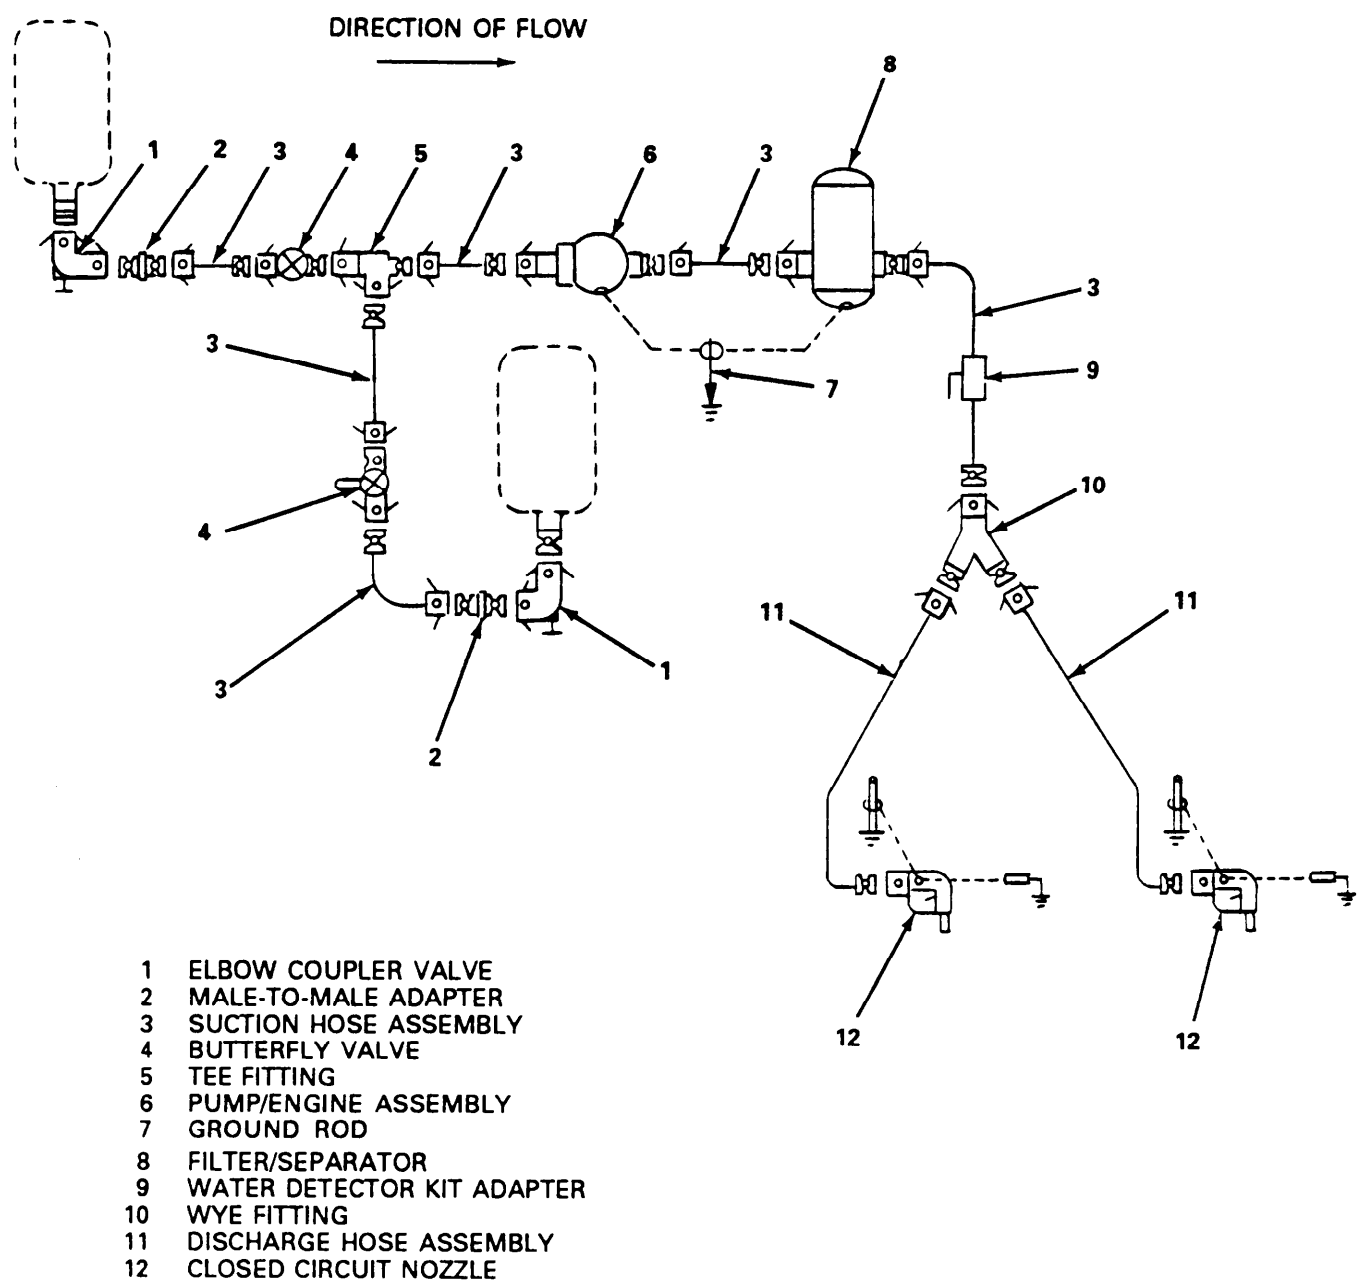 DIRECTION OF FLOW
8
1 2 3 4 5 3 6 3
3
3 9
7
10
4
11 11
3 1
2
12 12
1 ELBOW COUPLER VALVE
2 MALE-TO-MALE ADAPTER
3 SUCTION HOSE ASSEMBLY
4 BUTTERFLY VALVE
5 TEE FITTING
6 PUMP/ENGINE ASSEMBLY
7 GROUND ROD
8 FILTER/SEPARATOR
9 WATER DETECTOR KIT ADAPTER
10 WYE FITTING
11 DISCHARGE HOSE ASSEMBLY
12 CLOSED CIRCUIT NOZZLE